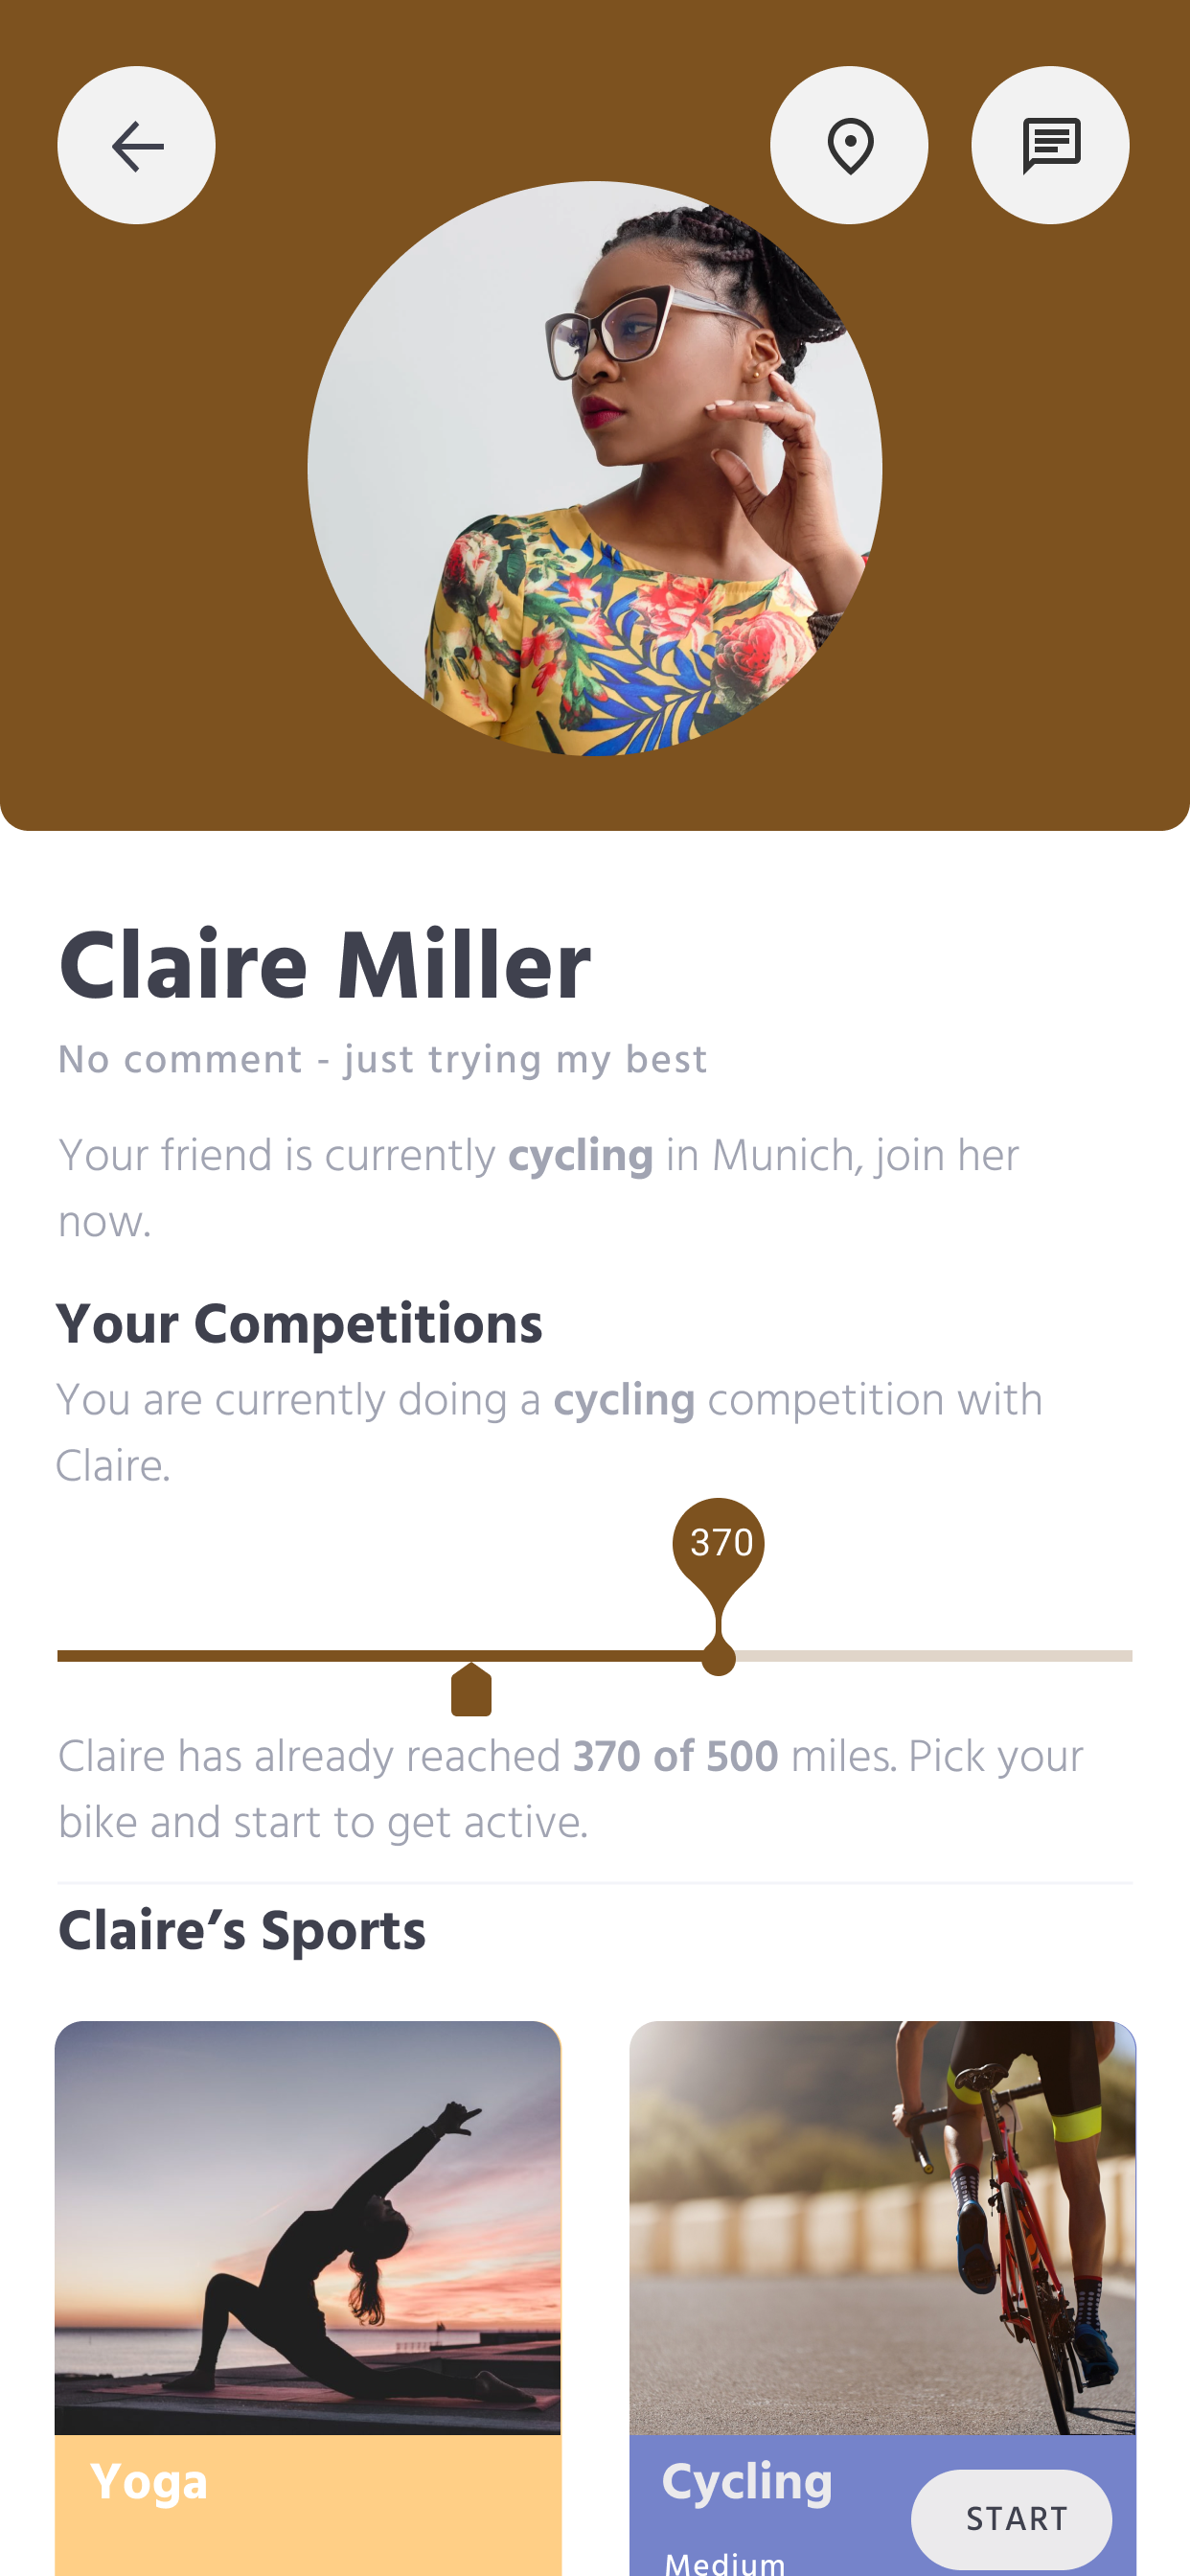 Claire Miller
No comment - just trying my best
Your friend is currently cycling in Munich, join her
now.
Your Competitions
You are currently doing a cycling competition with
Claire.
370
Claire has already reached 370 of 500 miles. Pick your
bike and start to get active.
Claire’s Sports
Yoga
Cycling
START
Medium